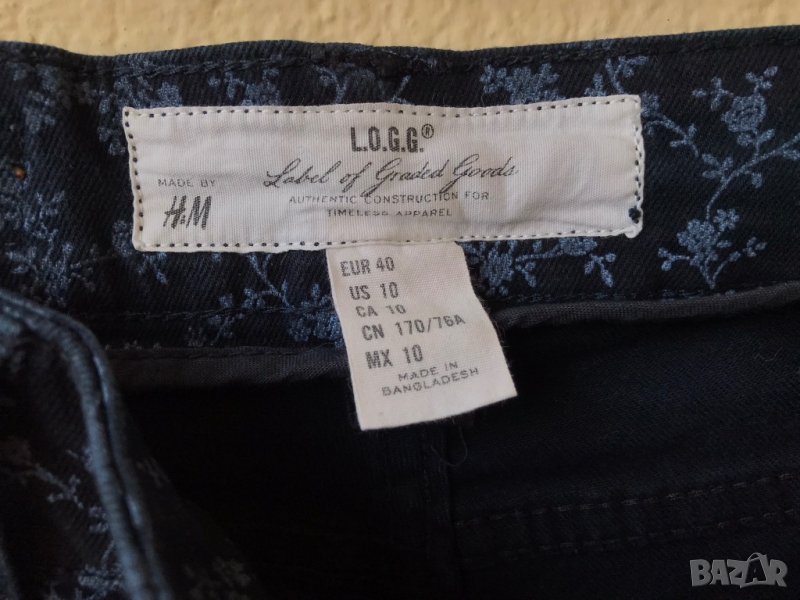 L.O.G.G.®
Label of Graded Goods
MADE BY
H&M
AUTHENTIC CONSTRUCTION FOR
TIMELESS APPAREL
EUR 40
US 10
CA 10
CN 170/76A
MX 10
MADE IN
BANGLADESH
BAZAR